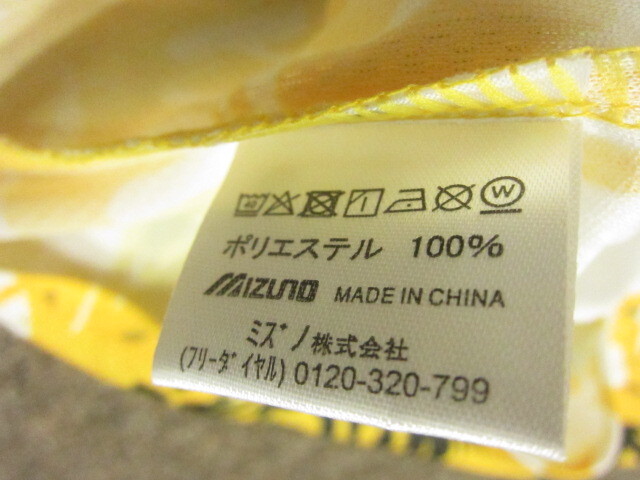 40 W
ポリエステル 100%
MIZUNO MADE IN CHINA
ミズノ株式会社
(フリーダイヤル) 0120-320-799